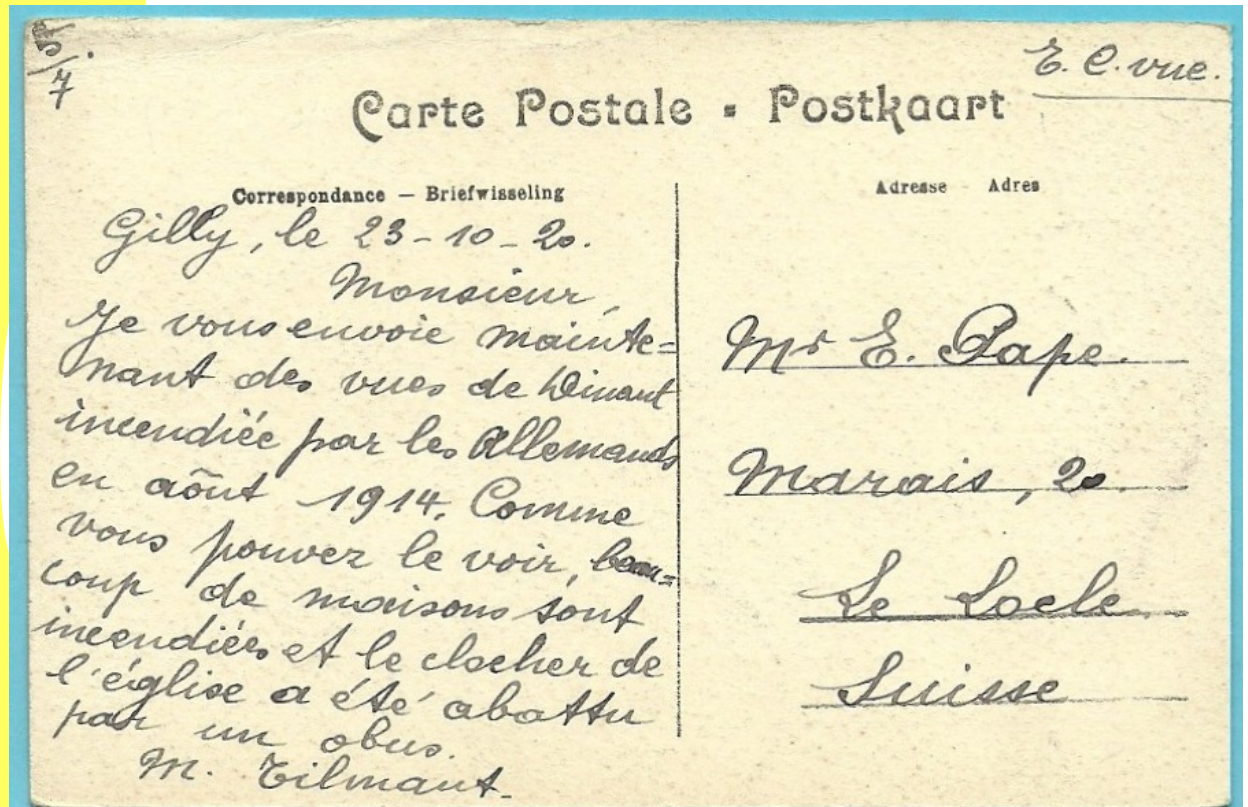 5/7.
T. C. vue.
Carte Postale - Postkaart
Correspondance — Briefwisseling
Gilly, le 23-10-20.
Monsieur,
Je vous envoie mainte=
nant des vues de Dinant
incendiée par les Allemands
en aôut 1914. Comme
vous pouvez le voir, beau=
coup de maisons sont
incendiées et le clocher de
l'église a été abattu
par un obus.
M. Tilmant.
Adresse - Adres
Mr E. Pape.
Marais, 20.
Le Locle
Suisse